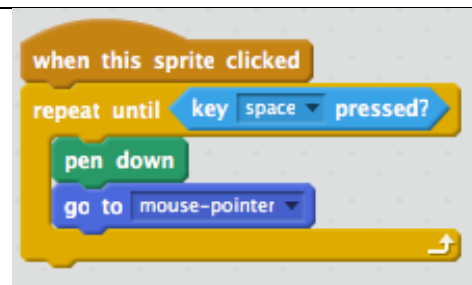 when this sprite clicked
repeat until key space pressed?
pen down
go to mouse-pointer